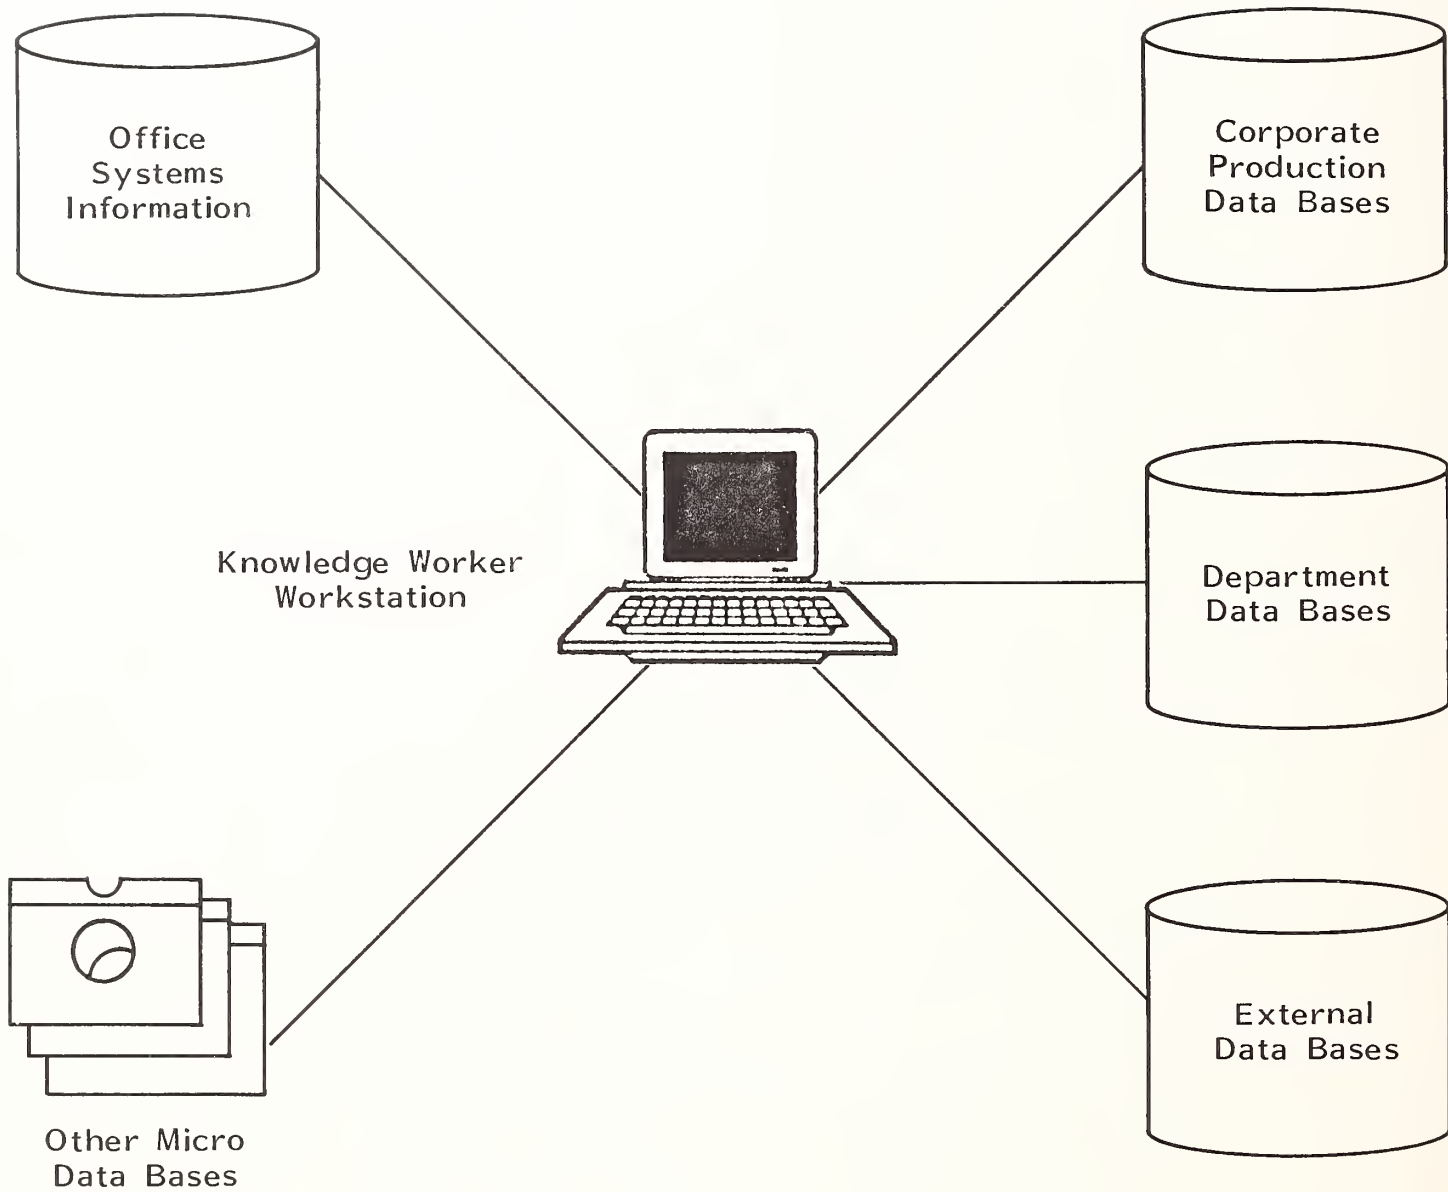 Office
Systems
Information
Corporate
Production
Data Bases
Knowledge Worker
Workstation
Department
Data Bases
External
Data Bases
Other Micro
Data Bases